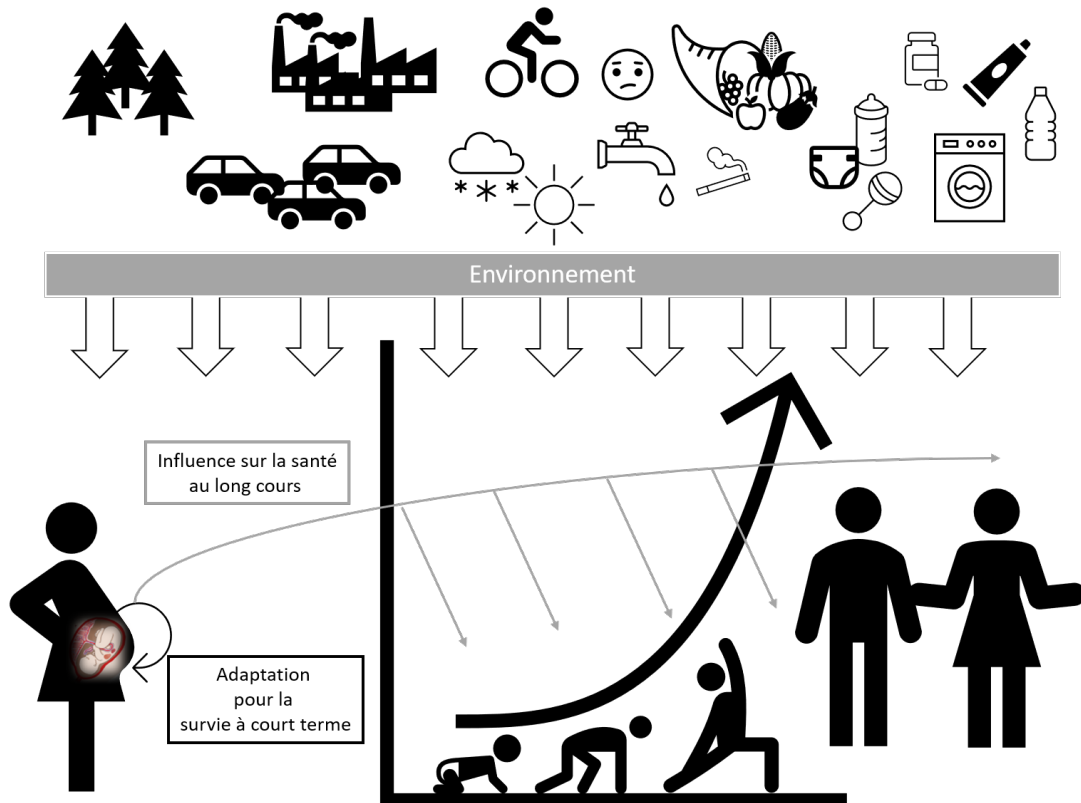 Environnement
Influence sur la santé
au long cours
Adaptation
pour la
survie à court terme